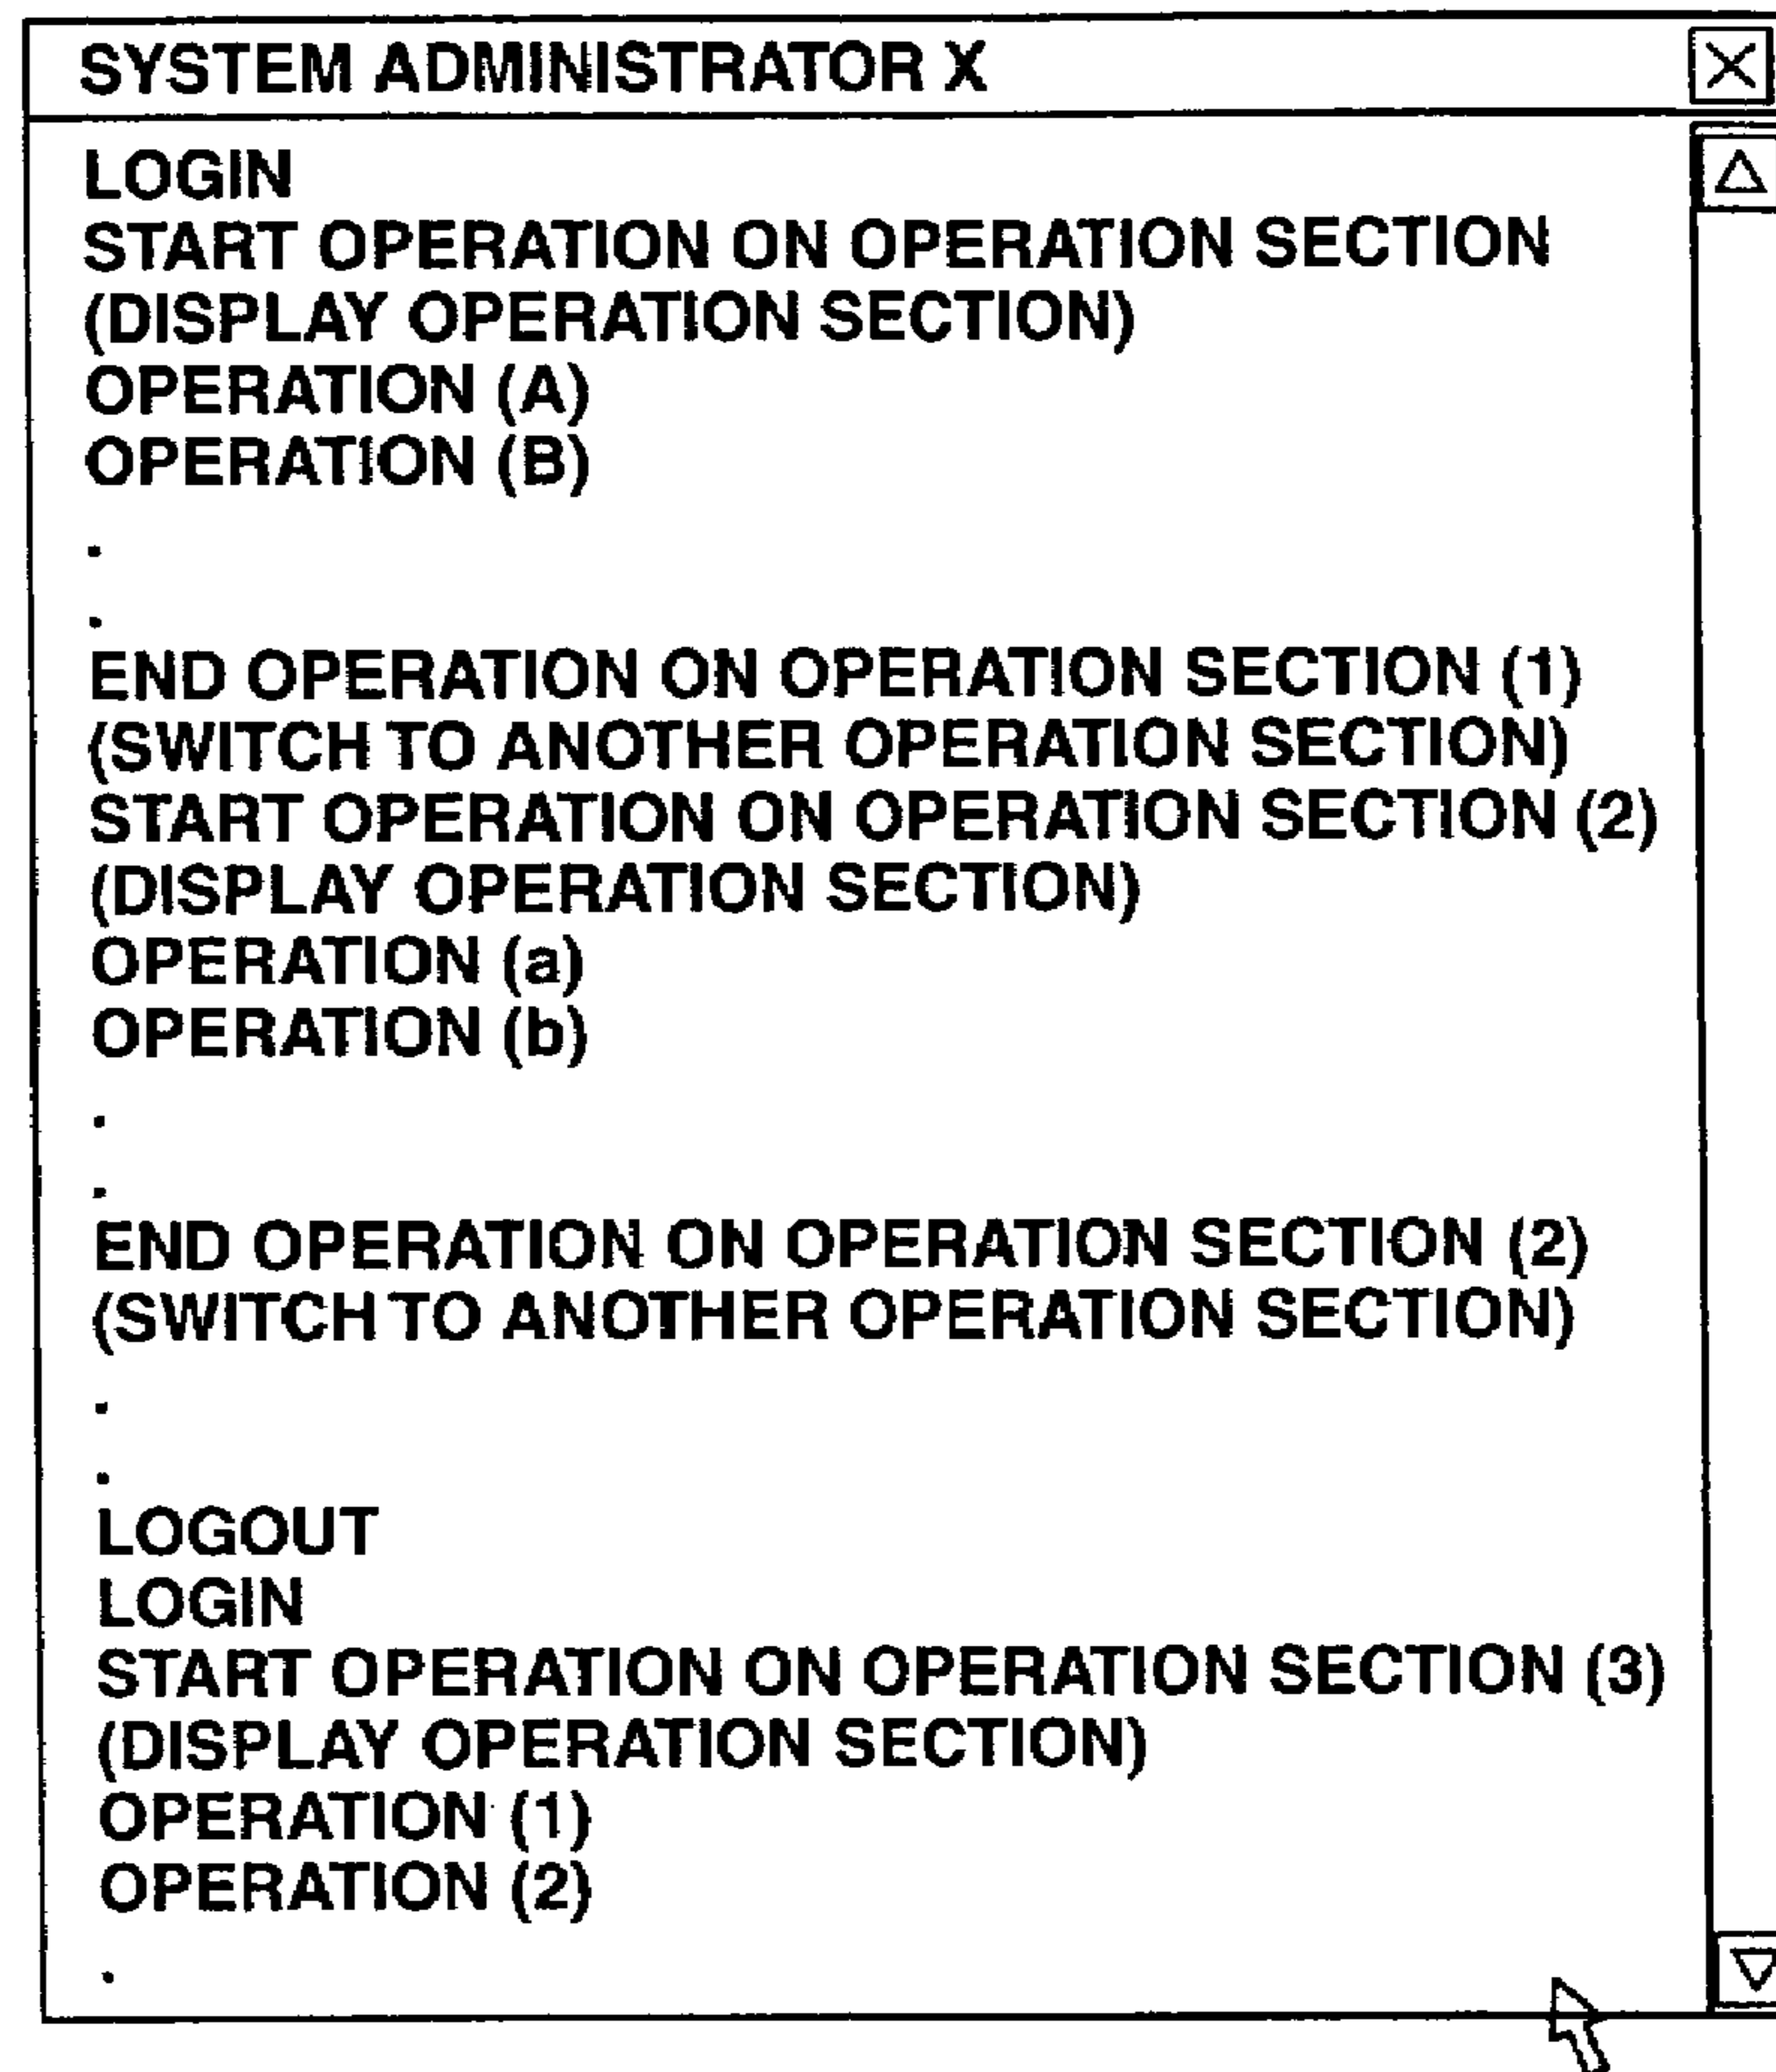 SYSTEM ADMINISTRATOR X
LOGIN
START OPERATION ON OPERATION SECTION
(DISPLAY OPERATION SECTION)
OPERATION (A)
OPERATION (B)
.
.
END OPERATION ON OPERATION SECTION (1)
(SWITCH TO ANOTHER OPERATION SECTION)
START OPERATION ON OPERATION SECTION (2)
(DISPLAY OPERATION SECTION)
OPERATION (a)
OPERATION (b)
.
.
END OPERATION ON OPERATION SECTION (2)
(SWITCH TO ANOTHER OPERATION SECTION)
.
.
LOGOUT
LOGIN
START OPERATION ON OPERATION SECTION (3)
(DISPLAY OPERATION SECTION)
OPERATION (1)
OPERATION (2)
.